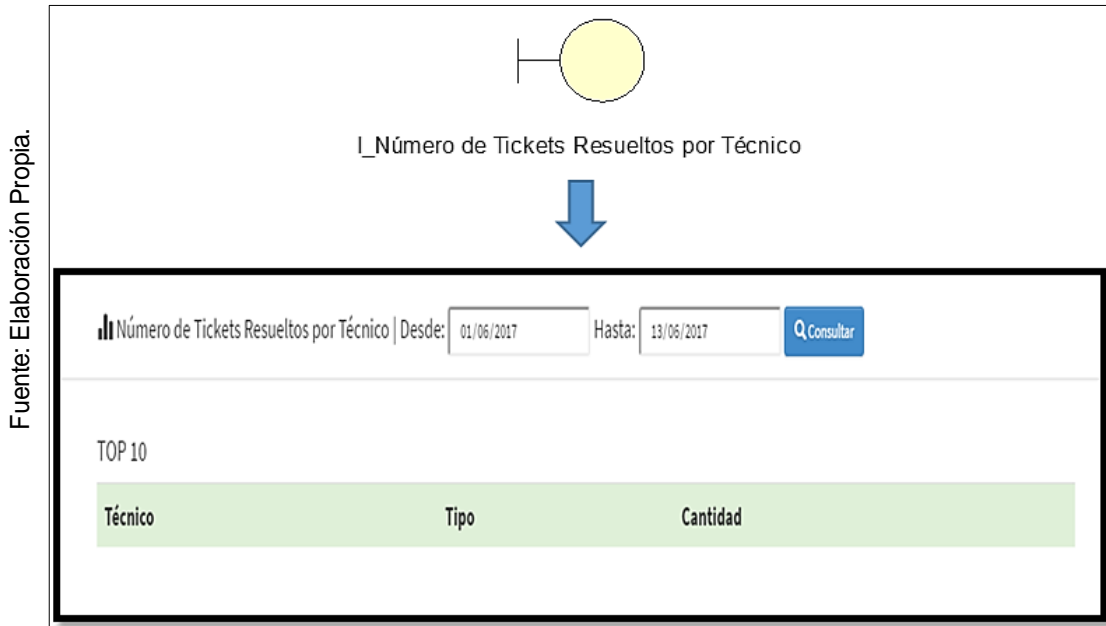 Fuente: Elaboración Propia.
I_Número de Tickets Resueltos por Técnico
Número de Tickets Resueltos por Técnico | Desde: 01/06/2017 Hasta: 13/06/2017 Consultar
TOP 10
Técnico Tipo Cantidad